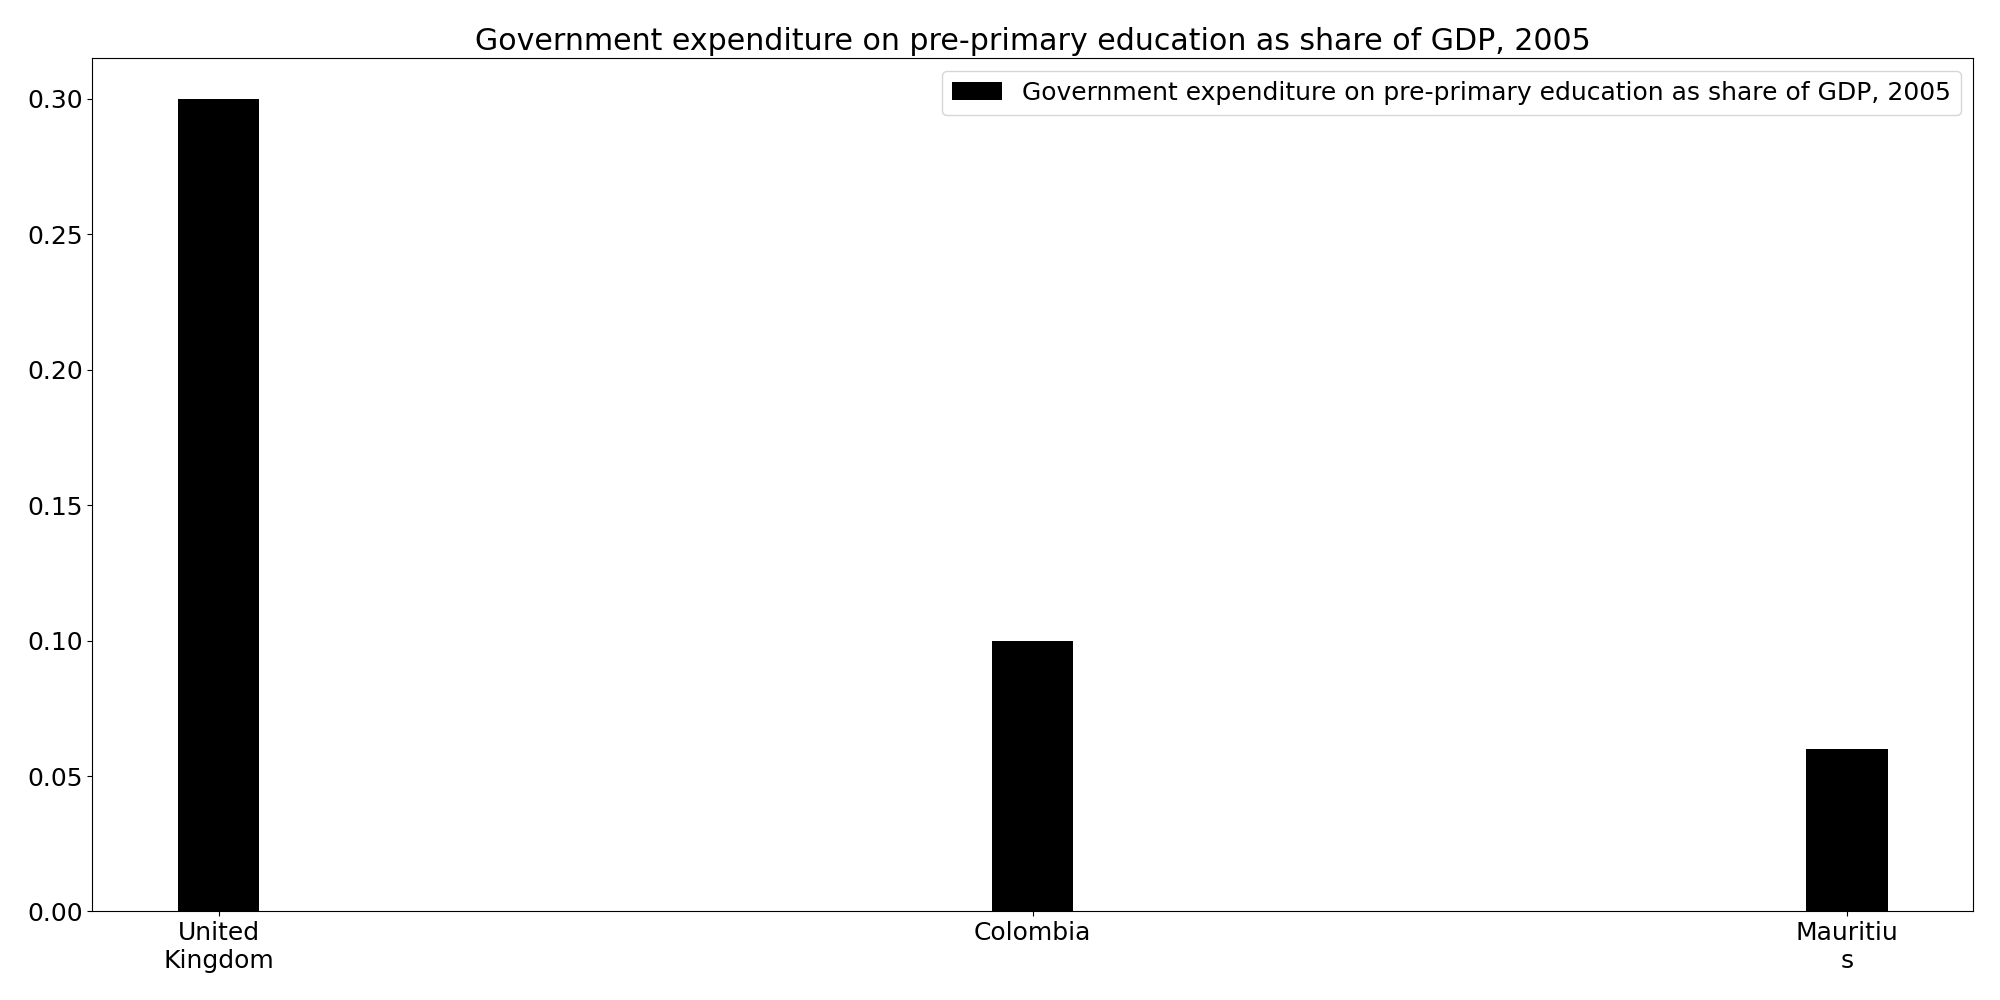 Government expenditure on pre-primary education as share of GDP, 2005
Government expenditure on pre-primary education as share of GDP, 2005
0.30
0.25
0.20
0.15
0.10
0.05
0.00
United
Kingdom
Colombia
Mauritiu
s